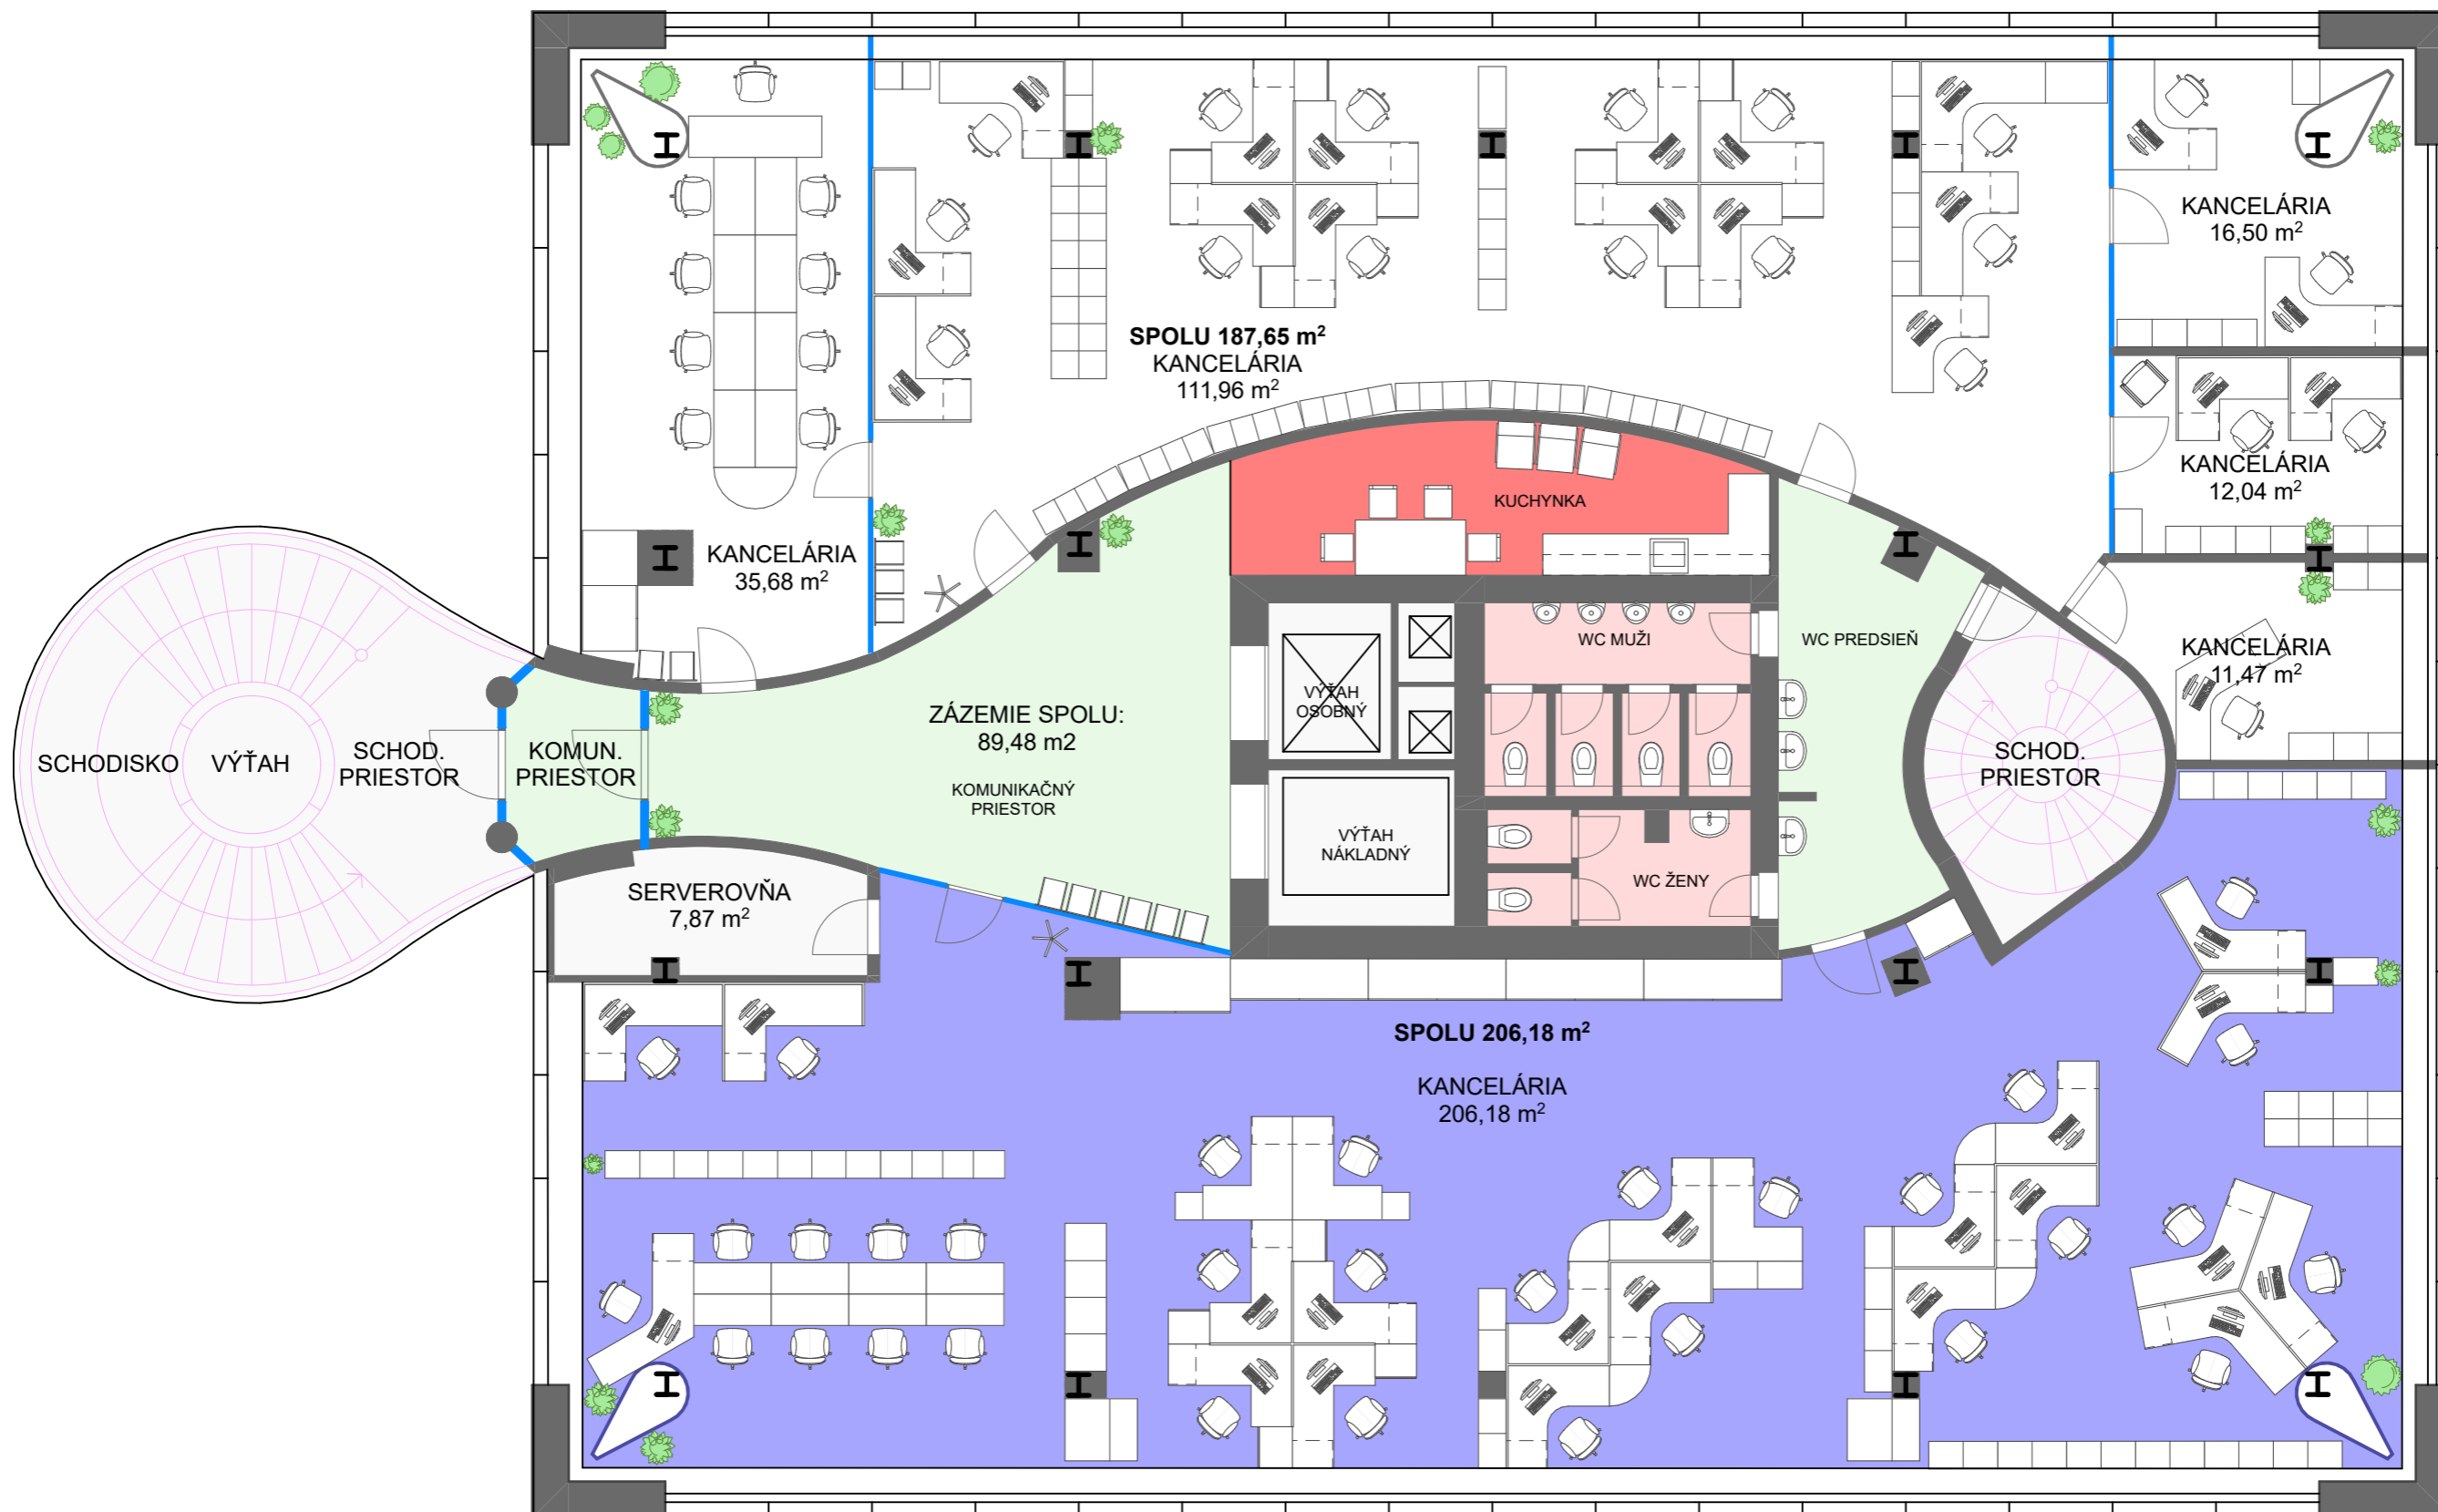 KANCELÁRIA
16,50 m²
SPOLU 187,65 m²
KANCELÁRIA
111,96 m²
KANCELÁRIA
12,04 m²
KUCHYNKA
KANCELÁRIA
35,68 m²
WC MUŽI
WC PREDSIEŇ
KANCELÁRIA
11,47 m²
VÝŤAH
OSOBNÝ
ZÁZEMIE SPOLU:
89,48 m2
KOMUNIKAČNÝ
PRIESTOR
SCHODISKO
VÝŤAH
SCHOD.
PRIESTOR
KOMUN.
PRIESTOR
SCHOD.
PRIESTOR
VÝŤAH
NÁKLADNÝ
WC ŽENY
SERVEROVŇA
7,87 m²
SPOLU 206,18 m²
KANCELÁRIA
206,18 m²